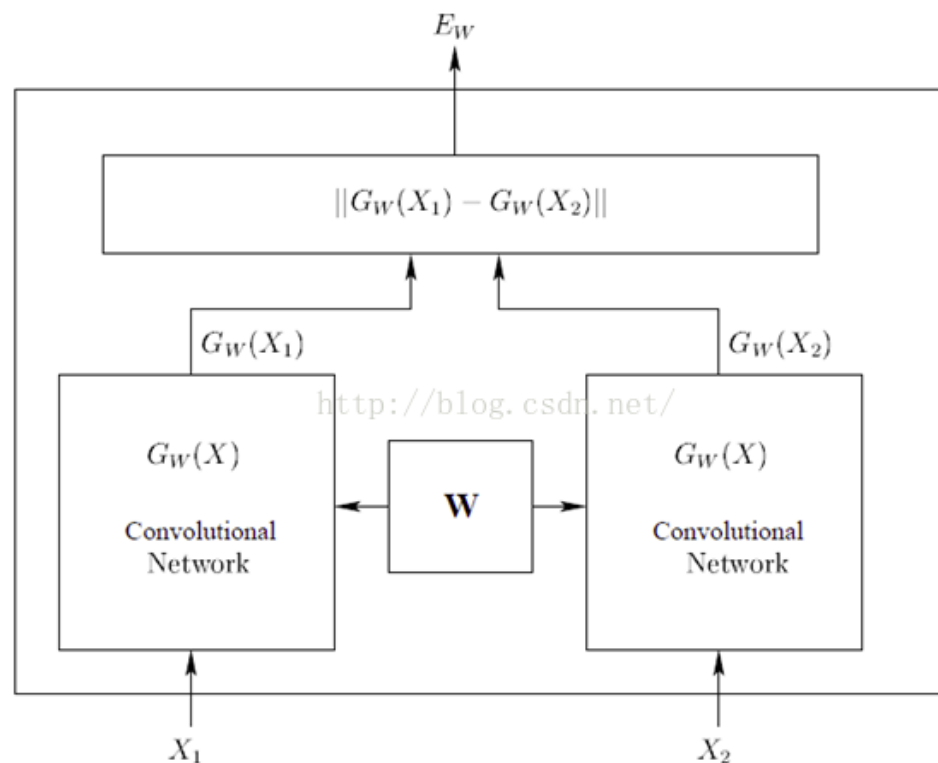 E_W
||G_W(X_1) − G_W(X_2)||
G_W(X_1)
G_W(X_2)
http://blog.csdn.net/
G_W(X)
Convolutional
Network
W
G_W(X)
Convolutional
Network
X_1
X_2